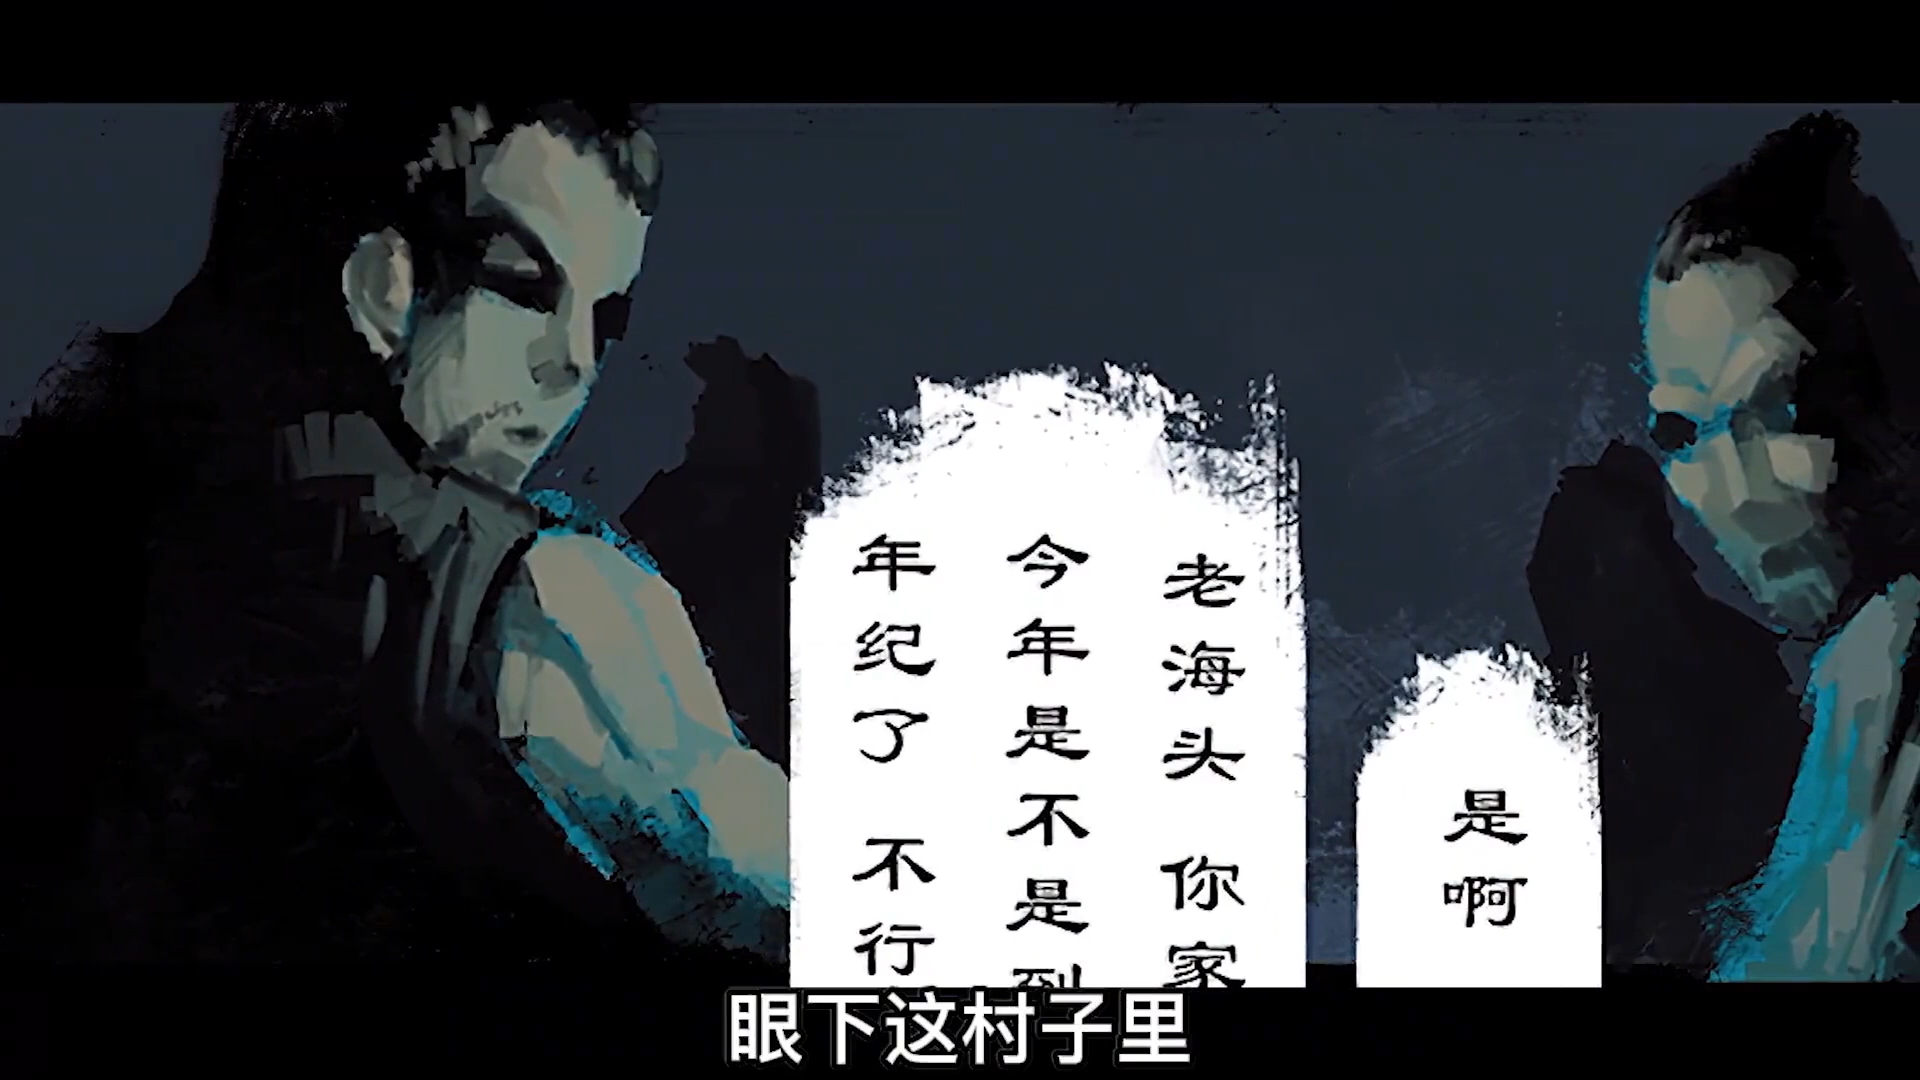 是啊
老海头 你家
今年是不是到
年纪了 不行
眼下这村子里